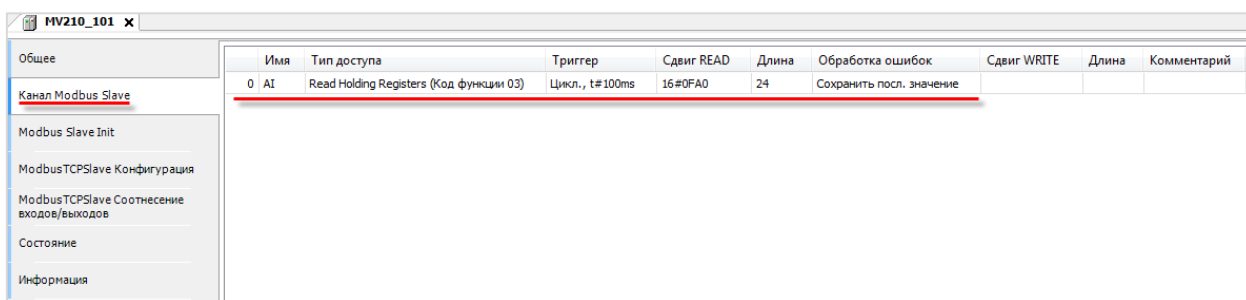 MV210_101 x
Общее
Канал Modbus Slave
Modbus Slave Init
ModbusTCPSlave Конфигурация
ModbusTCPSlave Соотнесение
входов/выходов
Состояние
Информация
Имя Тип доступа Триггер Сдвиг READ Длина Обработка ошибок Сдвиг WRITE Длина Комментарий
0 AI Read Holding Registers (Код функции 03) Цикл., t#100ms 16#0FA0 24 Сохранить посл. значение